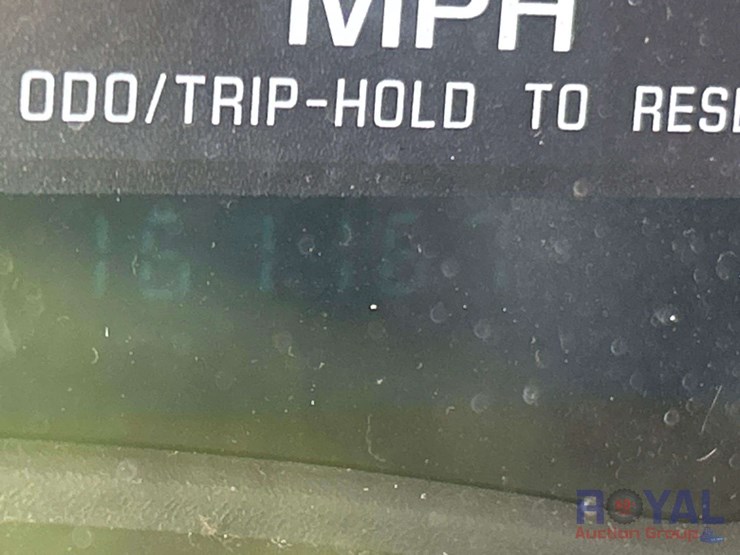 MPH
ODO/TRIP-HOLD TO RESE
ROYAL
Auction Group